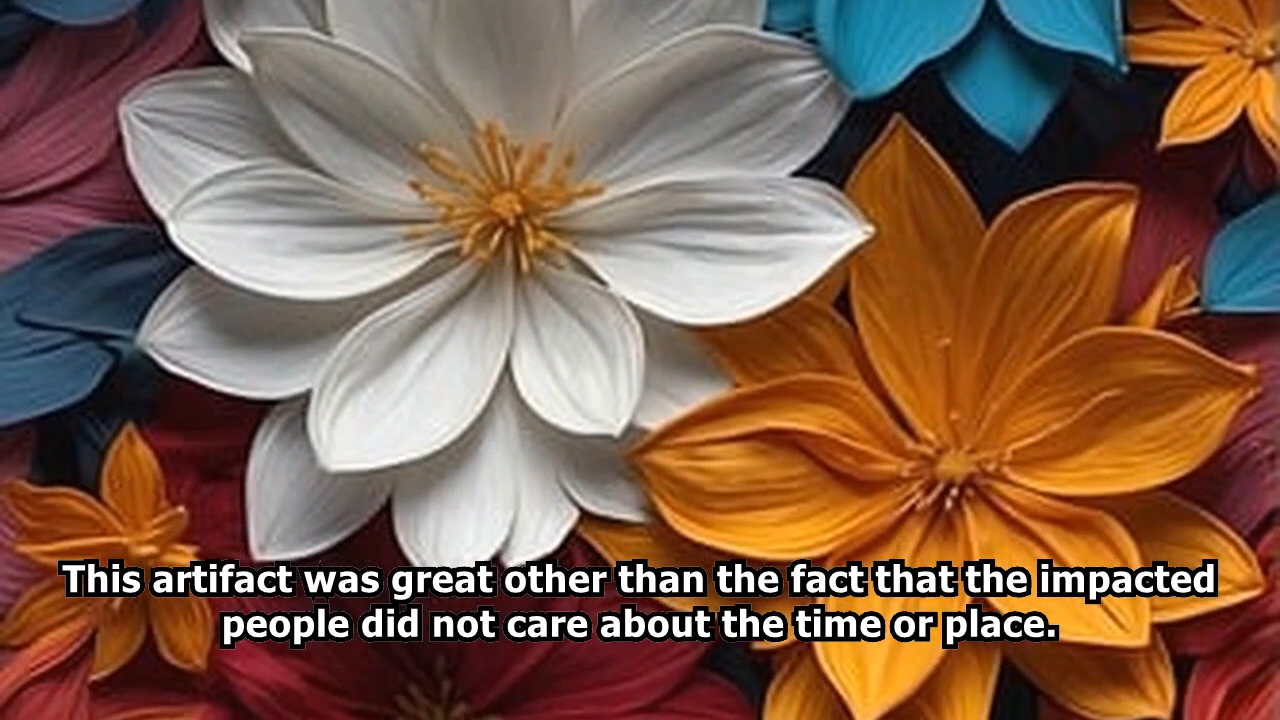 This artifact was great other than the fact that the impacted
people did not care about the time or place.